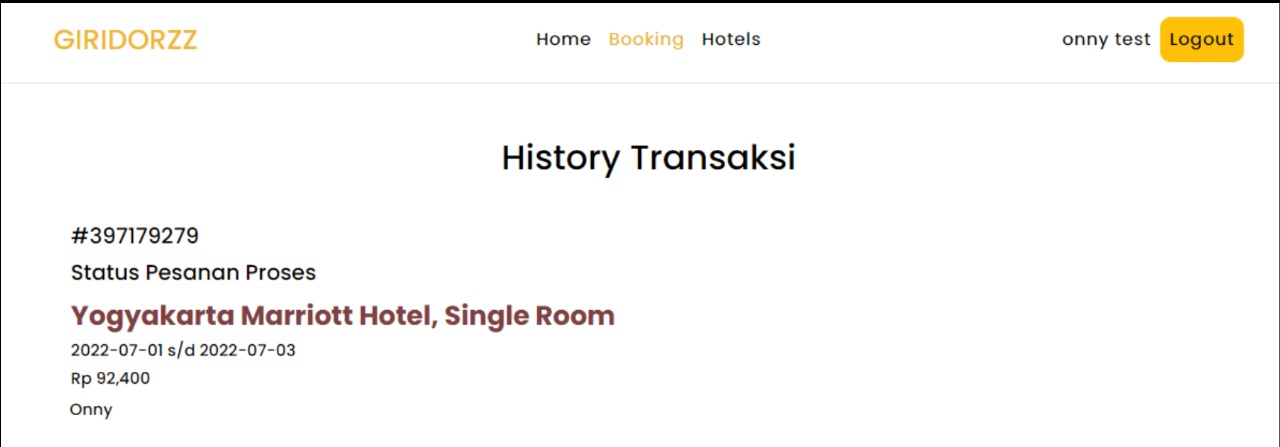 GIRIDORZZ Home Booking Hotels onny test Logout
History Transaksi
#397179279
Status Pesanan Proses
Yogyakarta Marriott Hotel, Single Room
2022-07-01 s/d 2022-07-03
Rp 92,400
Onny